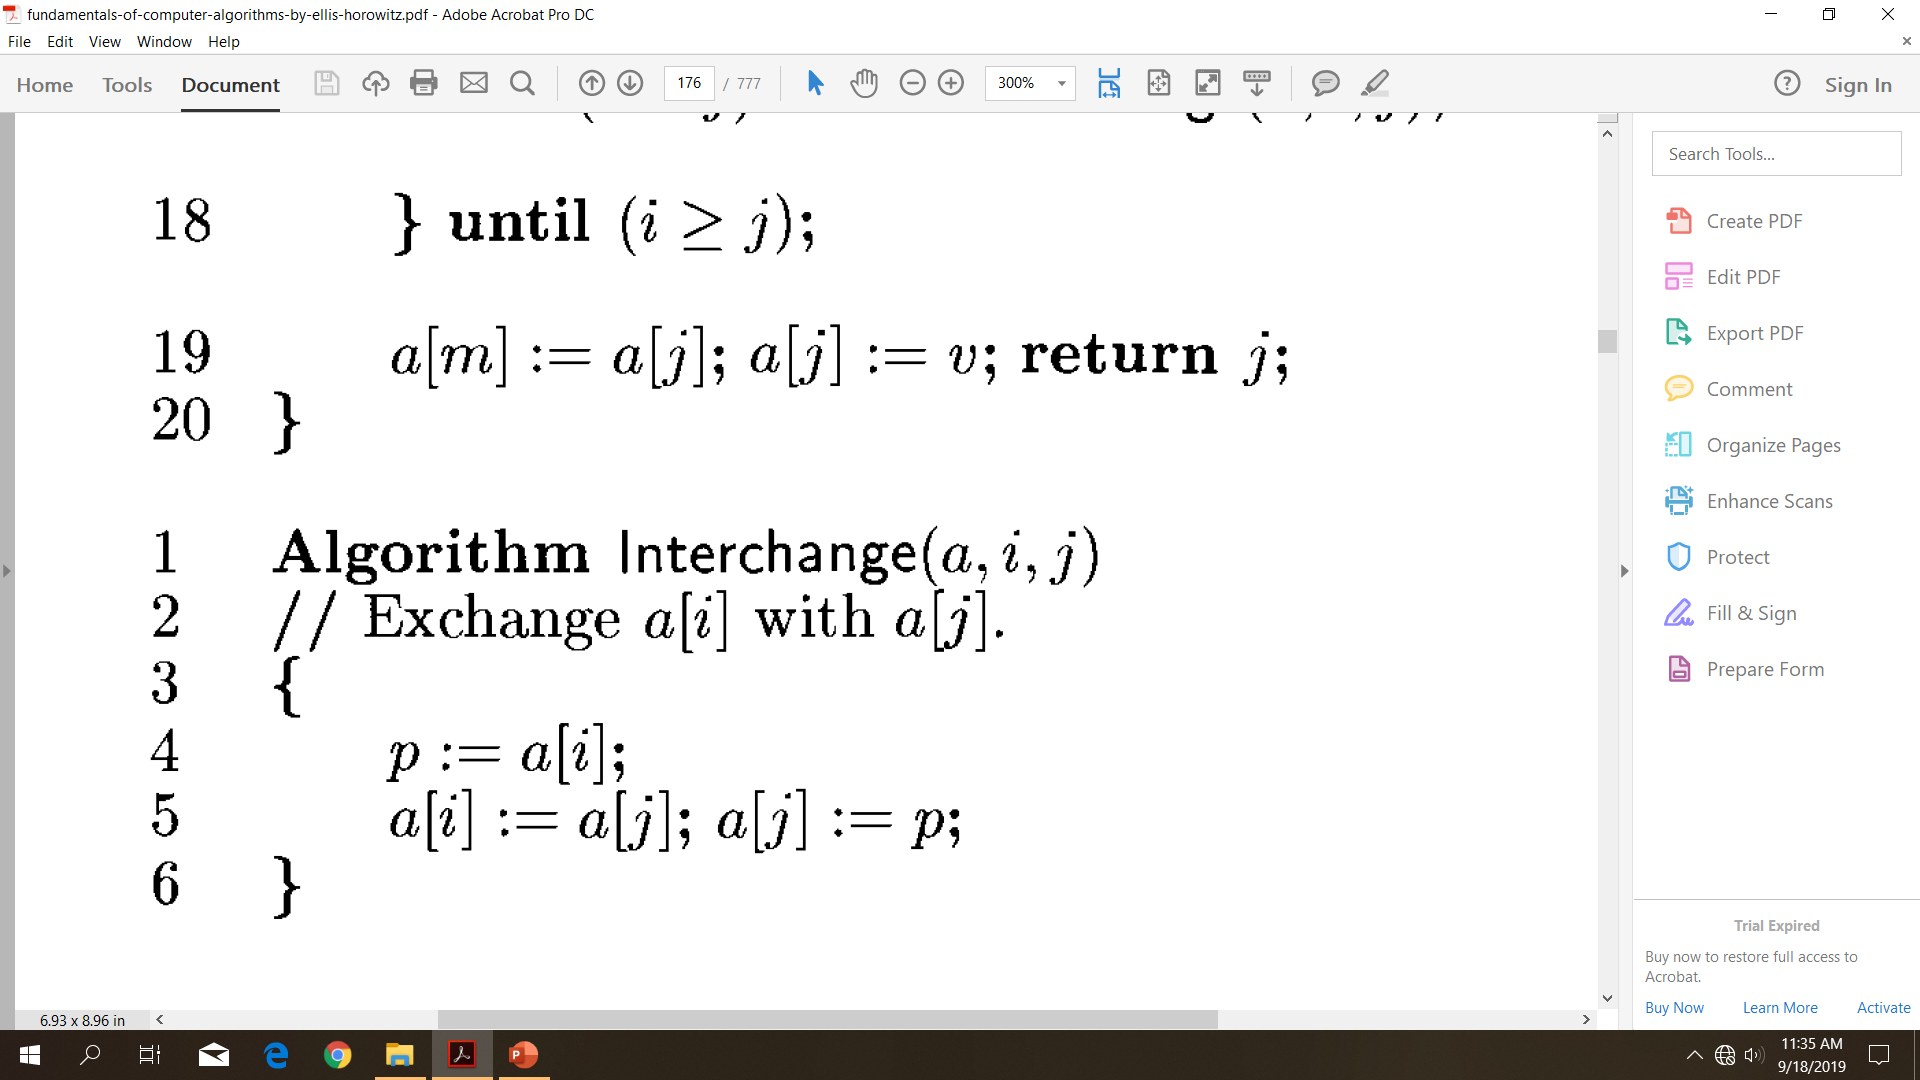 fundamentals-of-computer-algorithms-by-ellis-horowitz.pdf - Adobe Acrobat Pro DC
File Edit View Window Help
Home Tools Document 176 / 777 300% Sign In
18 } until (i ≥ j);
19 a[m] := a[j]; a[j] := v; return j;
20 }
1 Algorithm Interchange(a, i, j)
2 // Exchange a[i] with a[j].
3 {
4 p := a[i];
5 a[i] := a[j]; a[j] := p;
6 }
Search Tools...
Create PDF
Edit PDF
Export PDF
Comment
Organize Pages
Enhance Scans
Protect
Fill & Sign
Prepare Form
Trial Expired
Buy now to restore full access to
Acrobat.
Buy Now Learn More Activate
6.93 x 8.96 in
11:35 AM
9/18/2019